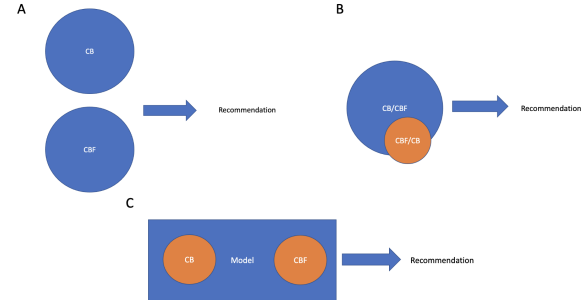 A
CB
CBF
Recommendation
B
CB/CBF
CBF/CB
Recommendation
C
CB
Model
CBF
Recommendation